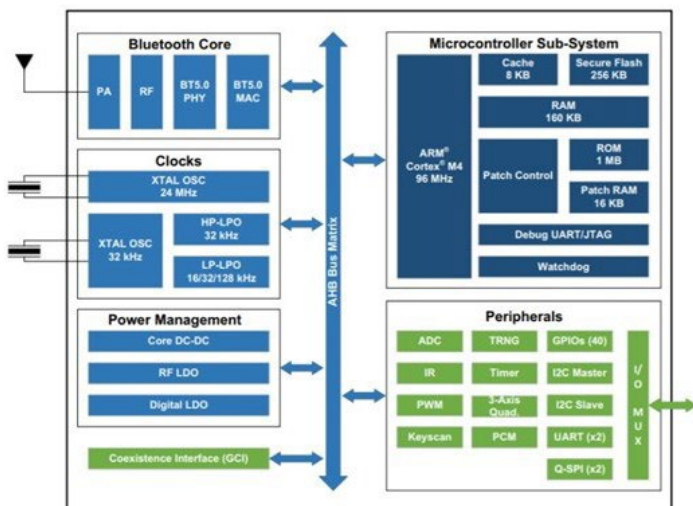 Bluetooth Core
PA
RF
BT5.0
PHY
BT5.0
MAC
Clocks
XTAL OSC
24 MHz
XTAL OSC
32 kHz
HP-LPO
32 kHz
LP-LPO
16/32/128 kHz
Power Management
Core DC-DC
RF LDO
Digital LDO
Coexistence Interface (GCI)
AHB Bus Matrix
Microcontroller Sub-System
ARM®
Cortex® M4
96 MHz
Cache
8 KB
Secure Flash
256 KB
RAM
160 KB
Patch Control
ROM
1 MB
Patch RAM
16 KB
Debug UART/JTAG
Watchdog
Peripherals
ADC
TRNG
GPIOs (40)
IR
Timer
I2C Master
PWM
3-Axis
Quad.
I2C Slave
Keyscan
PCM
UART (x2)
Q-SPI (x2)
I/O MUX